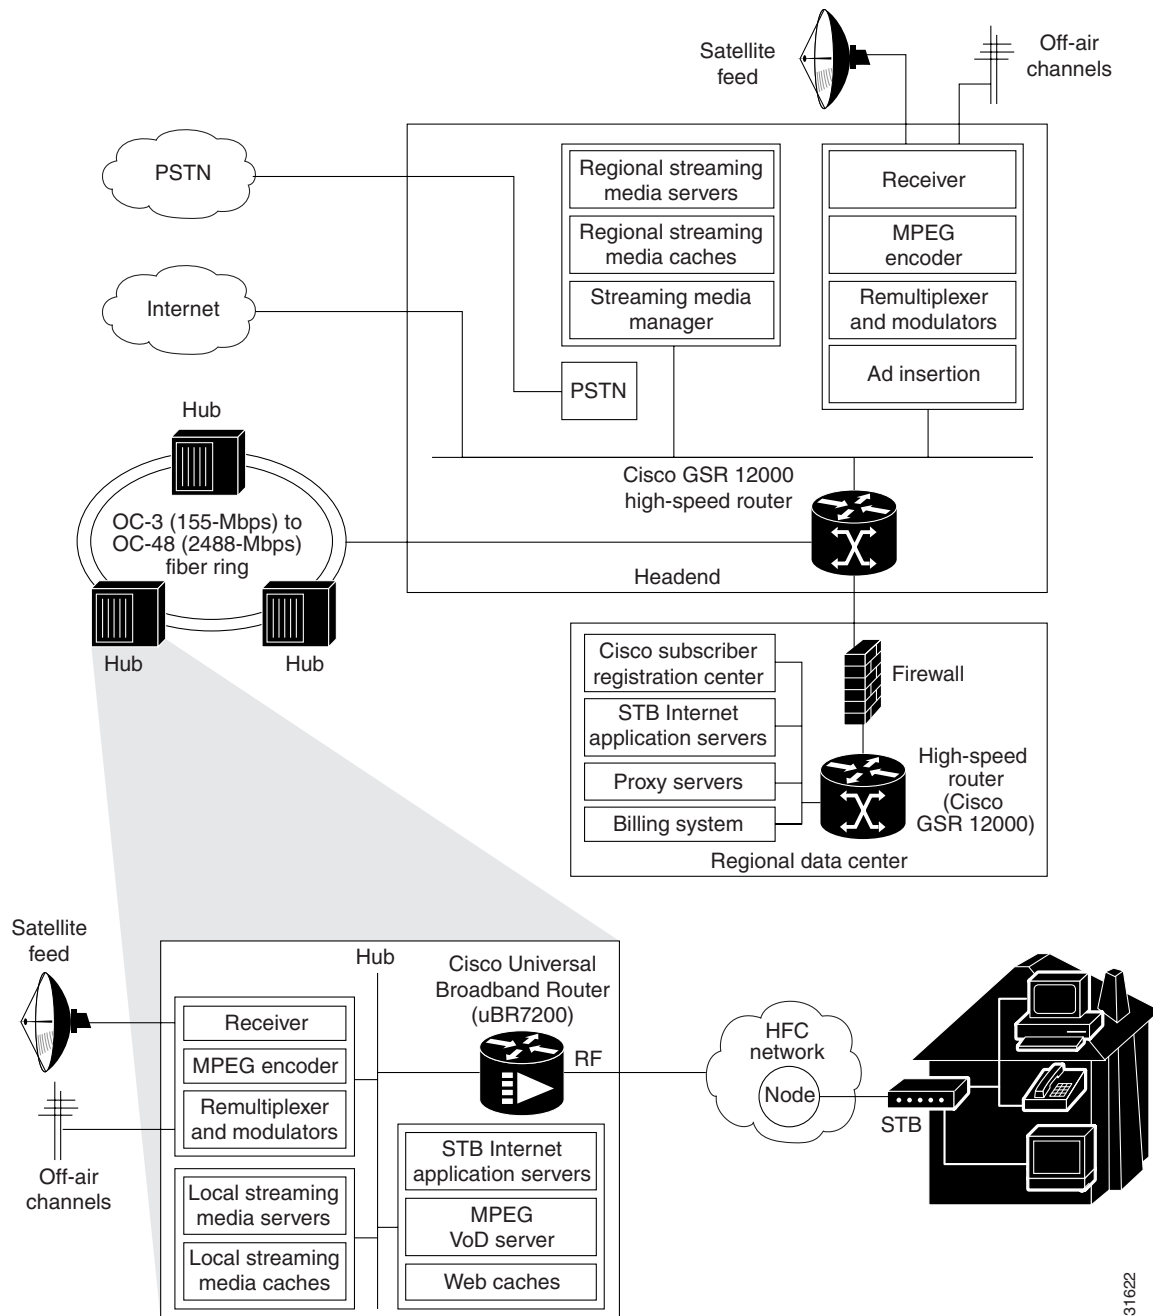 Satellite
feed
Off-air
channels
PSTN
Regional streaming
media servers
Receiver
Regional streaming
media caches
MPEG
encoder
Internet
Streaming media
manager
Remultiplexer
and modulators
PSTN
Ad insertion
Hub
Cisco GSR 12000
high-speed router
OC-3 (155-Mbps) to
OC-48 (2488-Mbps)
fiber ring
Headend
Hub
Hub
Cisco subscriber
registration center
Firewall
STB Internet
application servers
Proxy servers
High-speed
router
(Cisco
GSR 12000)
Billing system
Regional data center
Satellite
feed
Hub
Cisco Universal
Broadband Router
(uBR7200)
Receiver
RF
HFC
network
MPEG encoder
Node
Remultiplexer
and modulators
STB
STB Internet
application servers
Off-air
channels
Local streaming
media servers
MPEG
VoD server
Local streaming
media caches
Web caches
31622